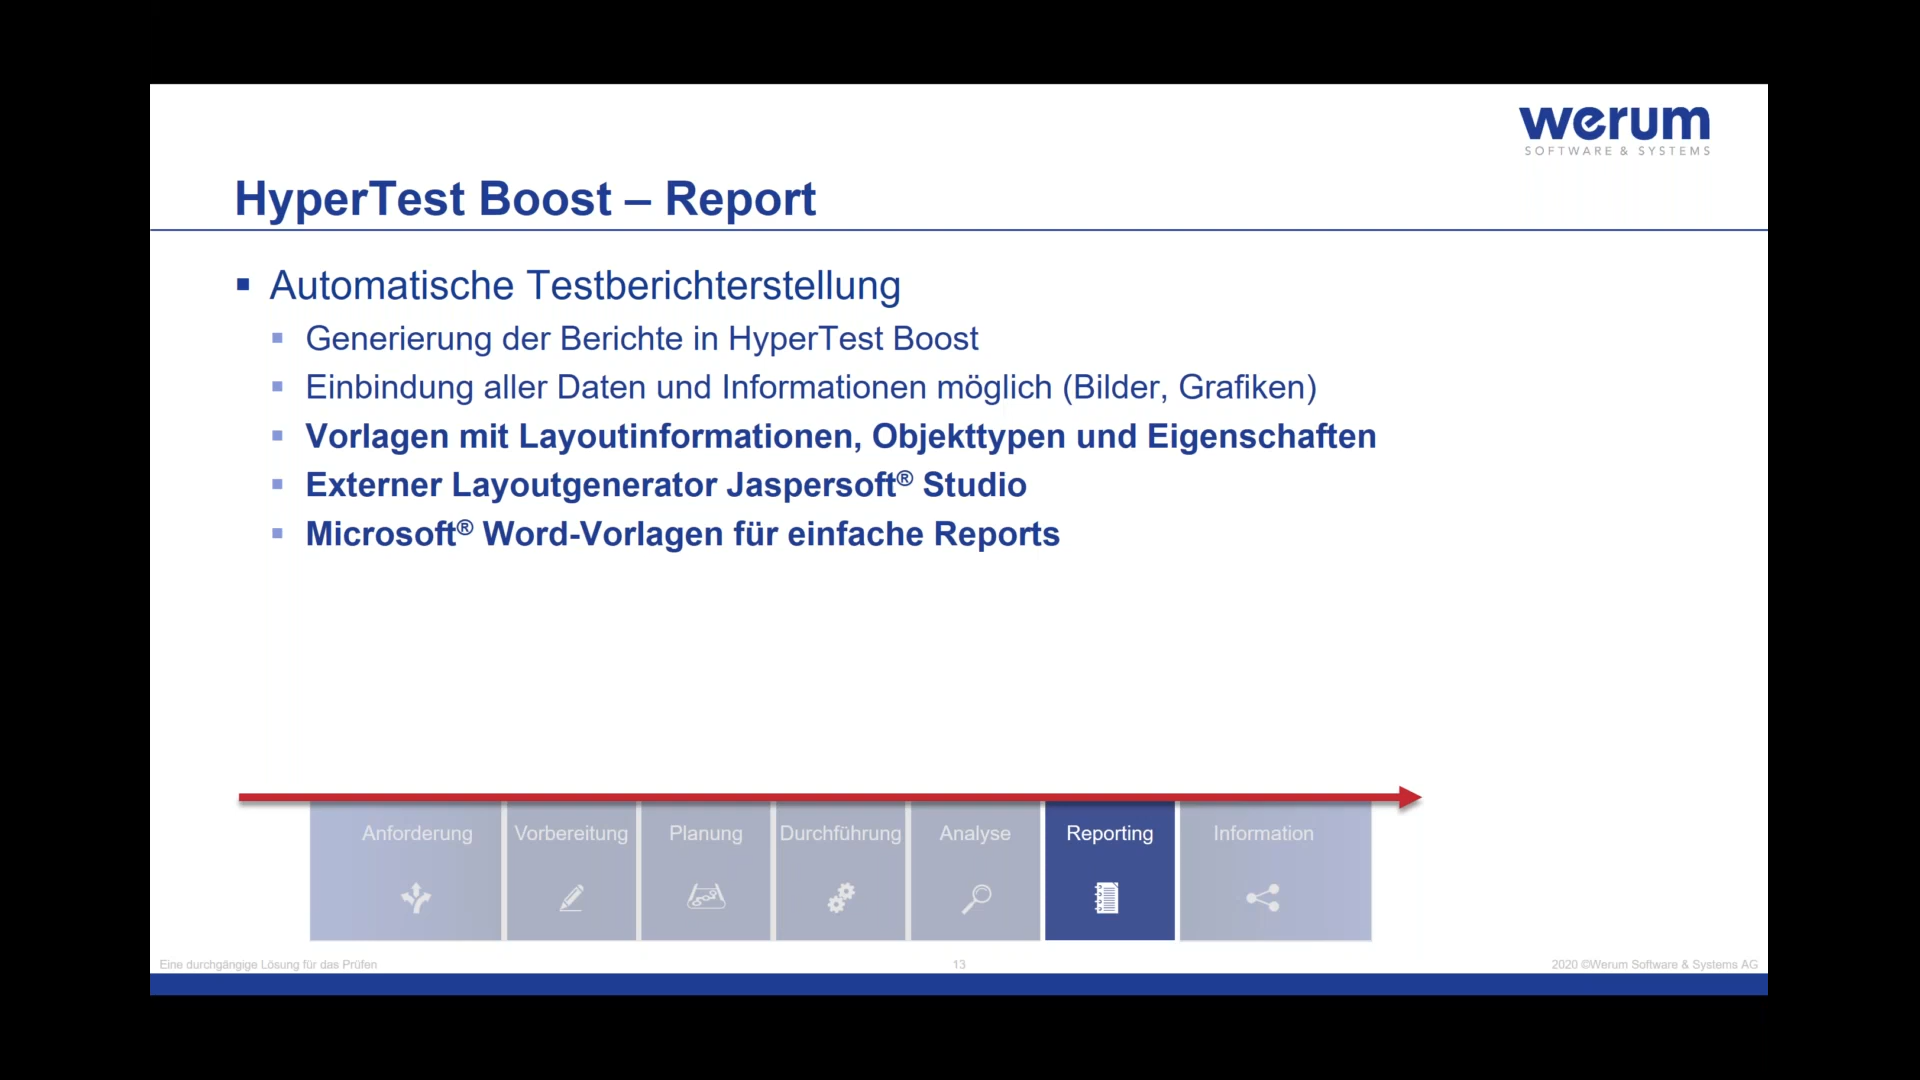 werum
SOFTWARE & SYSTEMS
HyperTest Boost – Report
▪ Automatische Testberichterstellung
▪ Generierung der Berichte in HyperTest Boost
▪ Einbindung aller Daten und Informationen möglich (Bilder, Grafiken)
▪ Vorlagen mit Layoutinformationen, Objekttypen und Eigenschaften
▪ Externer Layoutgenerator Jaspersoft® Studio
▪ Microsoft® Word-Vorlagen für einfache Reports
Anforderung Vorbereitung Planung Durchführung Analyse Reporting Information
Eine durchgängige Lösung für das Prüfen 13 2020 ©Werum Software & Systems AG